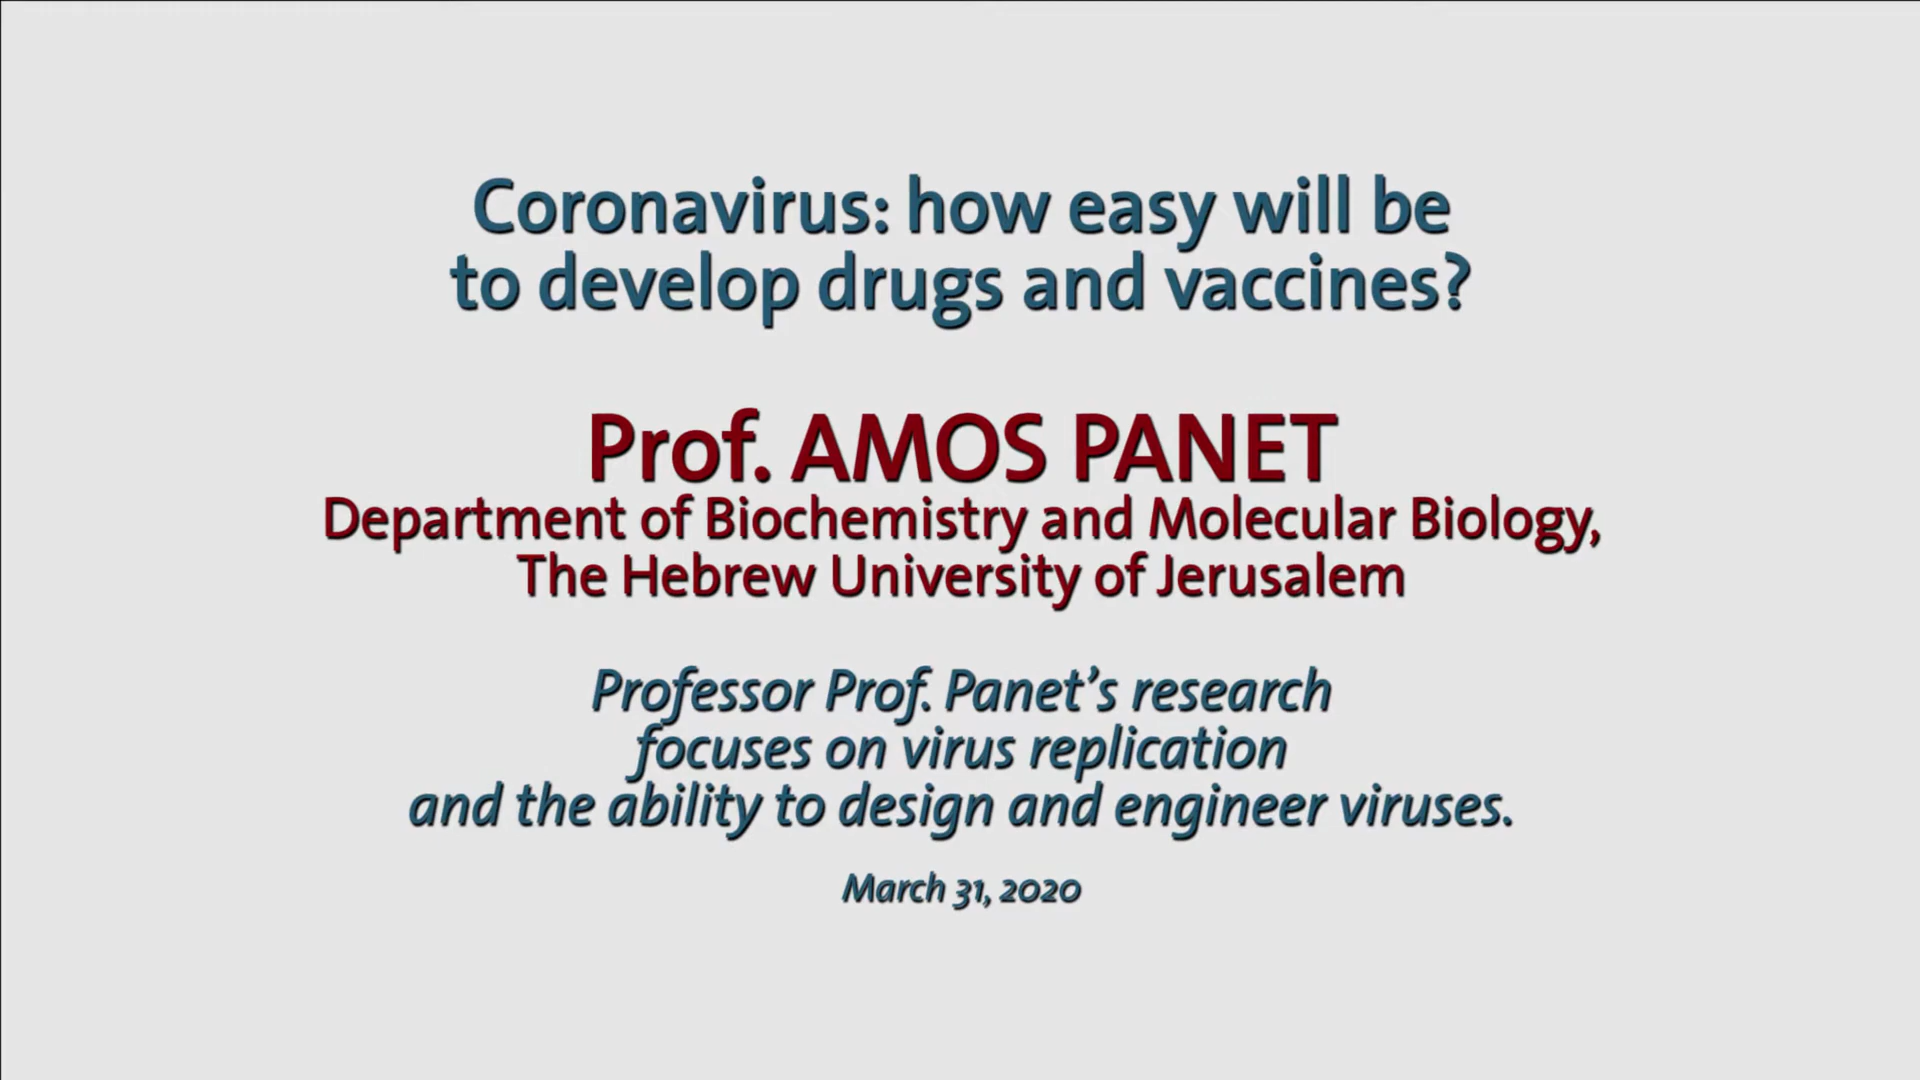 Coronavirus: how easy will be
to develop drugs and vaccines?
Prof. AMOS PANET
Department of Biochemistry and Molecular Biology,
The Hebrew University of Jerusalem
Professor Prof. Panet’s research
focuses on virus replication
and the ability to design and engineer viruses.
March 31, 2020